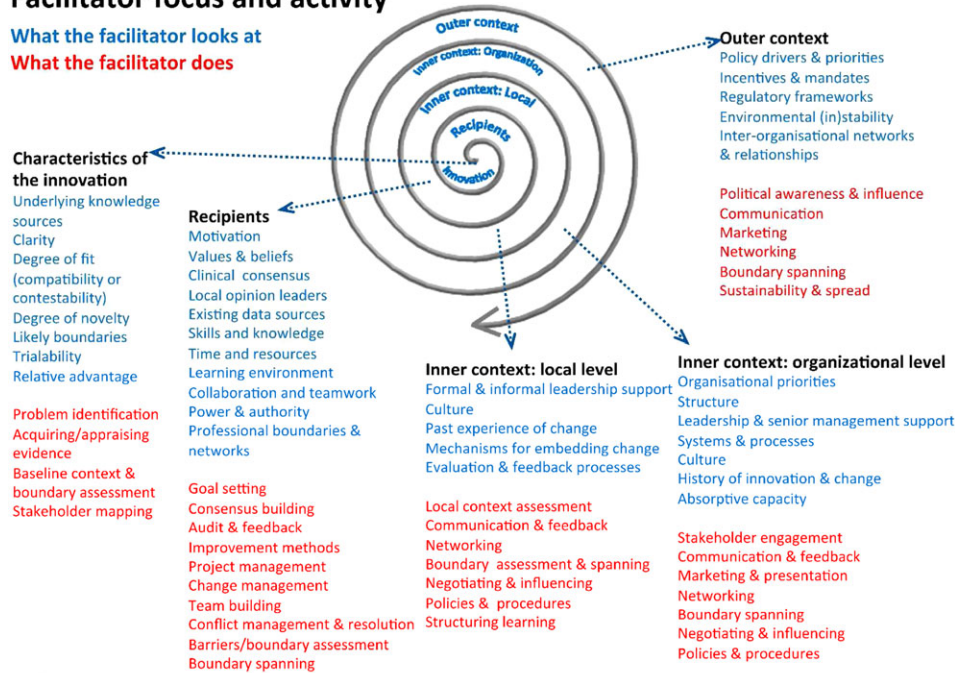 Facilitator focus and activity
What the facilitator looks at
What the facilitator does
Outer context
Inner context: Organization
Inner context: Local
Recipients
Innovation
Outer context
Policy drivers & priorities
Incentives & mandates
Regulatory frameworks
Environmental (in)stability
Inter-organisational networks
& relationships
Political awareness & influence
Communication
Marketing
Networking
Boundary spanning
Sustainability & spread
Characteristics of
the innovation
Underlying knowledge
sources
Clarity
Degree of fit
(compatibility or
contestability)
Degree of novelty
Likely boundaries
Trialability
Relative advantage
Problem identification
Acquiring/appraising
evidence
Baseline context &
boundary assessment
Stakeholder mapping
Recipients
Motivation
Values & beliefs
Clinical consensus
Local opinion leaders
Existing data sources
Skills and knowledge
Time and resources
Learning environment
Collaboration and teamwork
Power & authority
Professional boundaries &
networks
Goal setting
Consensus building
Audit & feedback
Improvement methods
Project management
Change management
Team building
Conflict management & resolution
Barriers/boundary assessment
Boundary spanning
Inner context: local level
Formal & informal leadership support
Culture
Past experience of change
Mechanisms for embedding change
Evaluation & feedback processes
Local context assessment
Communication & feedback
Networking
Boundary assessment & spanning
Negotiating & influencing
Policies & procedures
Structuring learning
Inner context: organizational level
Organisational priorities
Structure
Leadership & senior management support
Systems & processes
Culture
History of innovation & change
Absorptive capacity
Stakeholder engagement
Communication & feedback
Marketing & presentation
Networking
Boundary spanning
Negotiating & influencing
Policies & procedures